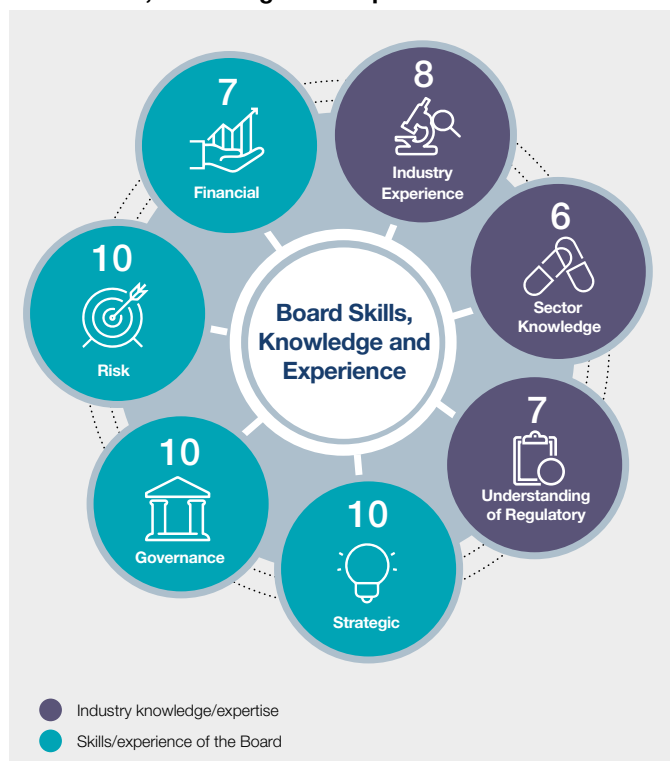 7
Financial
8
Industry
Experience
6
Sector
Knowledge
7
Understanding
of Regulatory
10
Strategic
10
Governance
10
Risk
Board Skills,
Knowledge and
Experience
Industry knowledge/expertise
Skills/experience of the Board